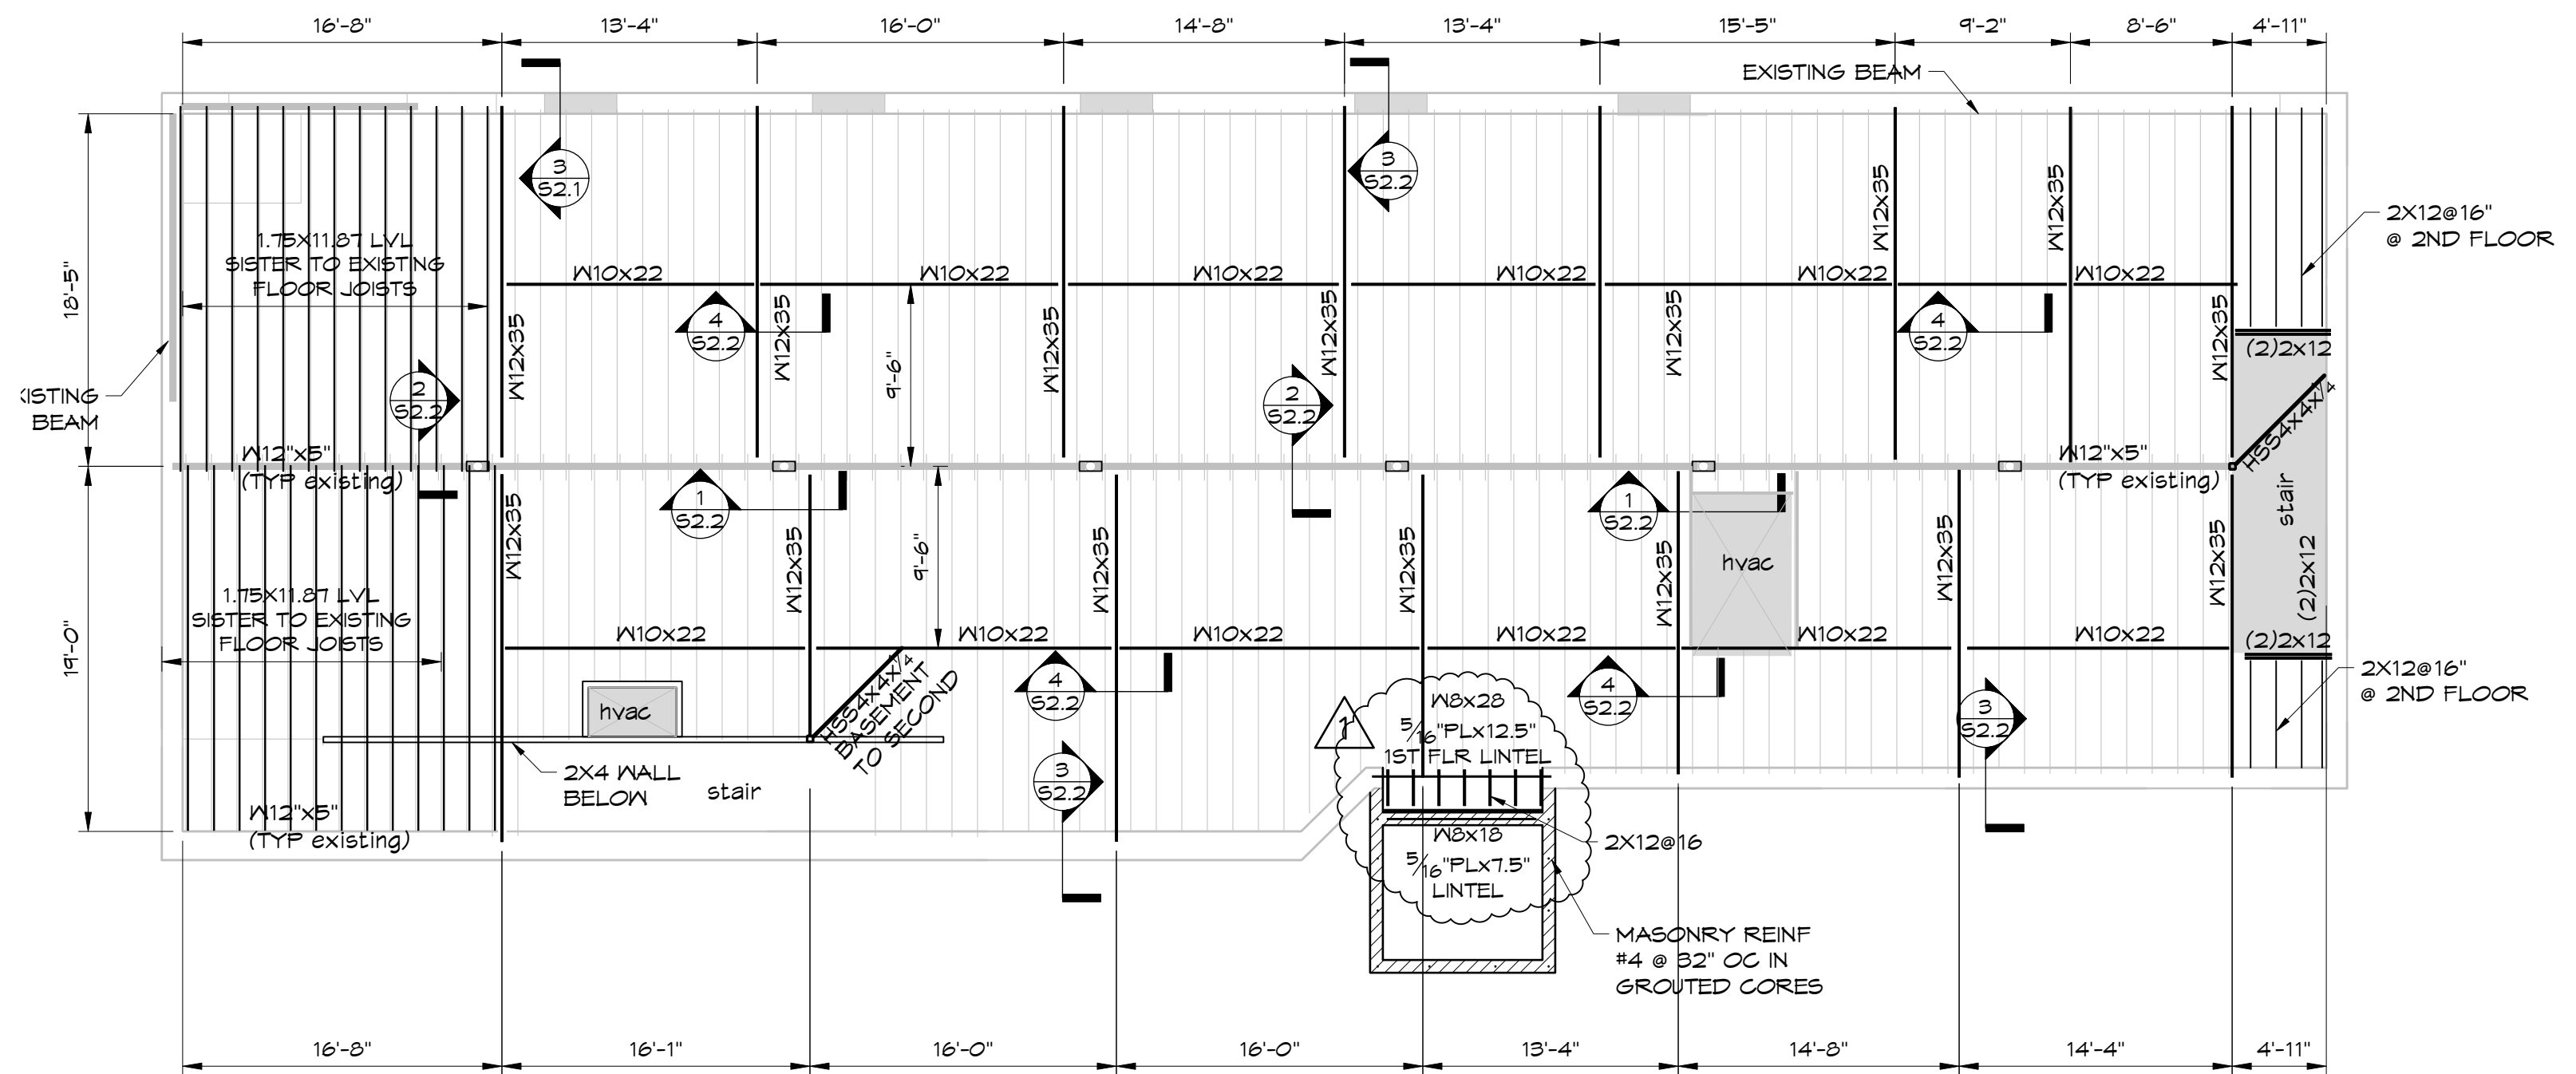 16'-8"
13'-4"
16'-0"
14'-8"
13'-4"
15'-5"
9'-2"
8'-6"
4'-11"
EXISTING BEAM
3
S2.1
3
S2.2
W12x35
W12x35
2X12@16"
@ 2ND FLOOR
1.75X11.87 LVL
SISTER TO EXISTING
FLOOR JOISTS
18'-5"
W10x22
W10x22
W10x22
W10x22
W10x22
W10x22
4
S2.2
4
S2.2
W12x35
W12x35
W12x35
W12x35
W12x35
W12x35
9'-6"
(2)2x12
HSS4x4x1/4
XISTING
BEAM
2
S2.2
2
S2.2
W12"x5"
(TYP existing)
W12"x5"
(TYP existing)
1
S2.2
1
S2.2
stair
W12x35
W12x35
W12x35
W12x35
W12x35
W12x35
W12x35
9'-6"
hvac
(2)2x12
19'-0"
1.75X11.87 LVL
SISTER TO EXISTING
FLOOR JOISTS
W10x22
W10x22
W10x22
W10x22
W10x22
W10x22
(2)2x12
2X12@16"
@ 2ND FLOOR
hvac
HSS4x4x1/4
BASEMENT
TO SECOND
4
S2.2
4
S2.2
3
S2.2
1
W8x28
5/16"PLx12.5"
1ST FLR LINTEL
2X4 WALL
BELOW
stair
3
S2.2
W12"x5"
(TYP existing)
W8x18
5/16"PLx7.5"
LINTEL
2X12@16
MASONRY REINF
#4 @ 32" OC IN
GROUTED CORES
16'-8"
16'-1"
16'-0"
16'-0"
13'-4"
14'-8"
14'-4"
4'-11"